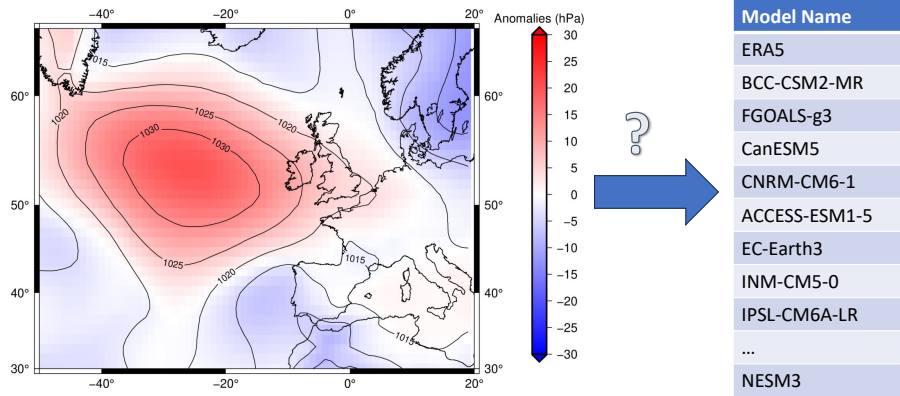 −40° −20° 0° 20°
60°
50°
40°
30°
−40° −20° 0° 20°
60°
50°
40°
30°
1015
1020
1025
1030
1030
1020
1025
1020
1015
1015
Anomalies (hPa)
30
25
20
15
10
5
0
−5
−10
−15
−20
−25
−30
?
Model Name
ERA5
BCC-CSM2-MR
FGOALS-g3
CanESM5
CNRM-CM6-1
ACCESS-ESM1-5
EC-Earth3
INM-CM5-0
IPSL-CM6A-LR
...
NESM3